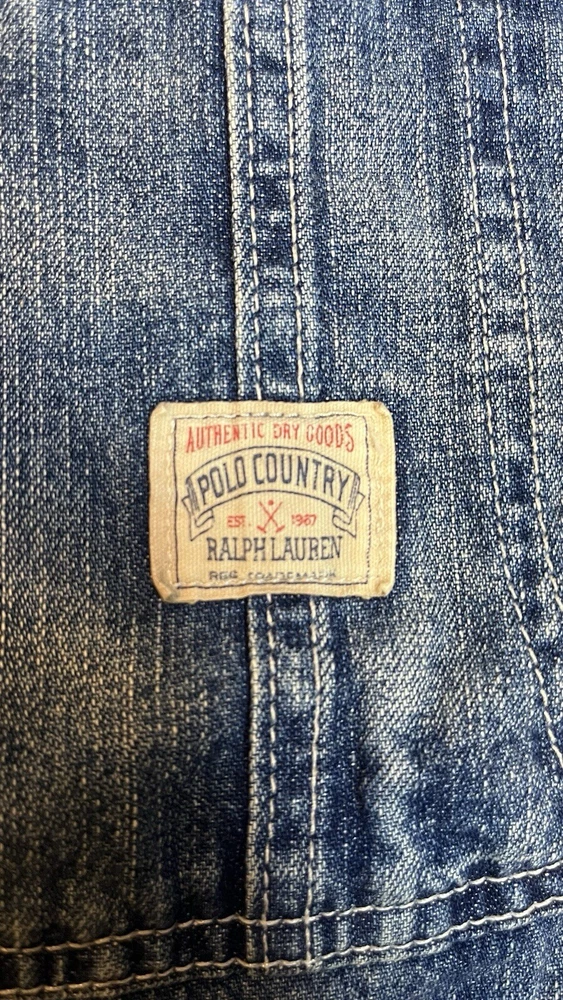 AUTHENTIC DRY GOODS
POLO COUNTRY
EST. 1967
RALPH LAUREN
REG. TRADEMARK